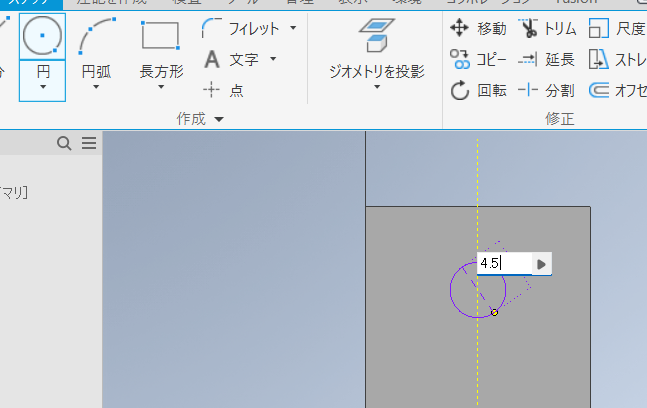 円
円弧
長方形
フィレット
文字
点
作成
ジオメトリを投影
移動
コピー
回転
トリム
延長
分割
尺度
ストレ
オフセ
修正
マリ]
4.5